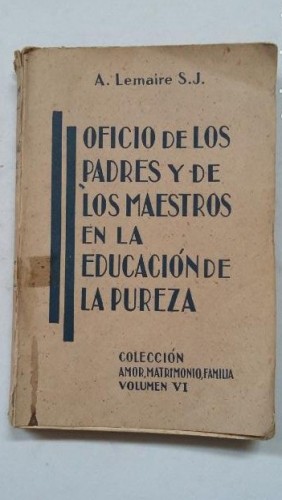 A. Lemaire S.J.
OFICIO DE LOS
PADRES Y DE
LOS MAESTROS
EN LA
EDUCACIÓN DE
LA PUREZA
COLECCIÓN
AMOR, MATRIMONIO, FAMILIA
VOLUMEN VI